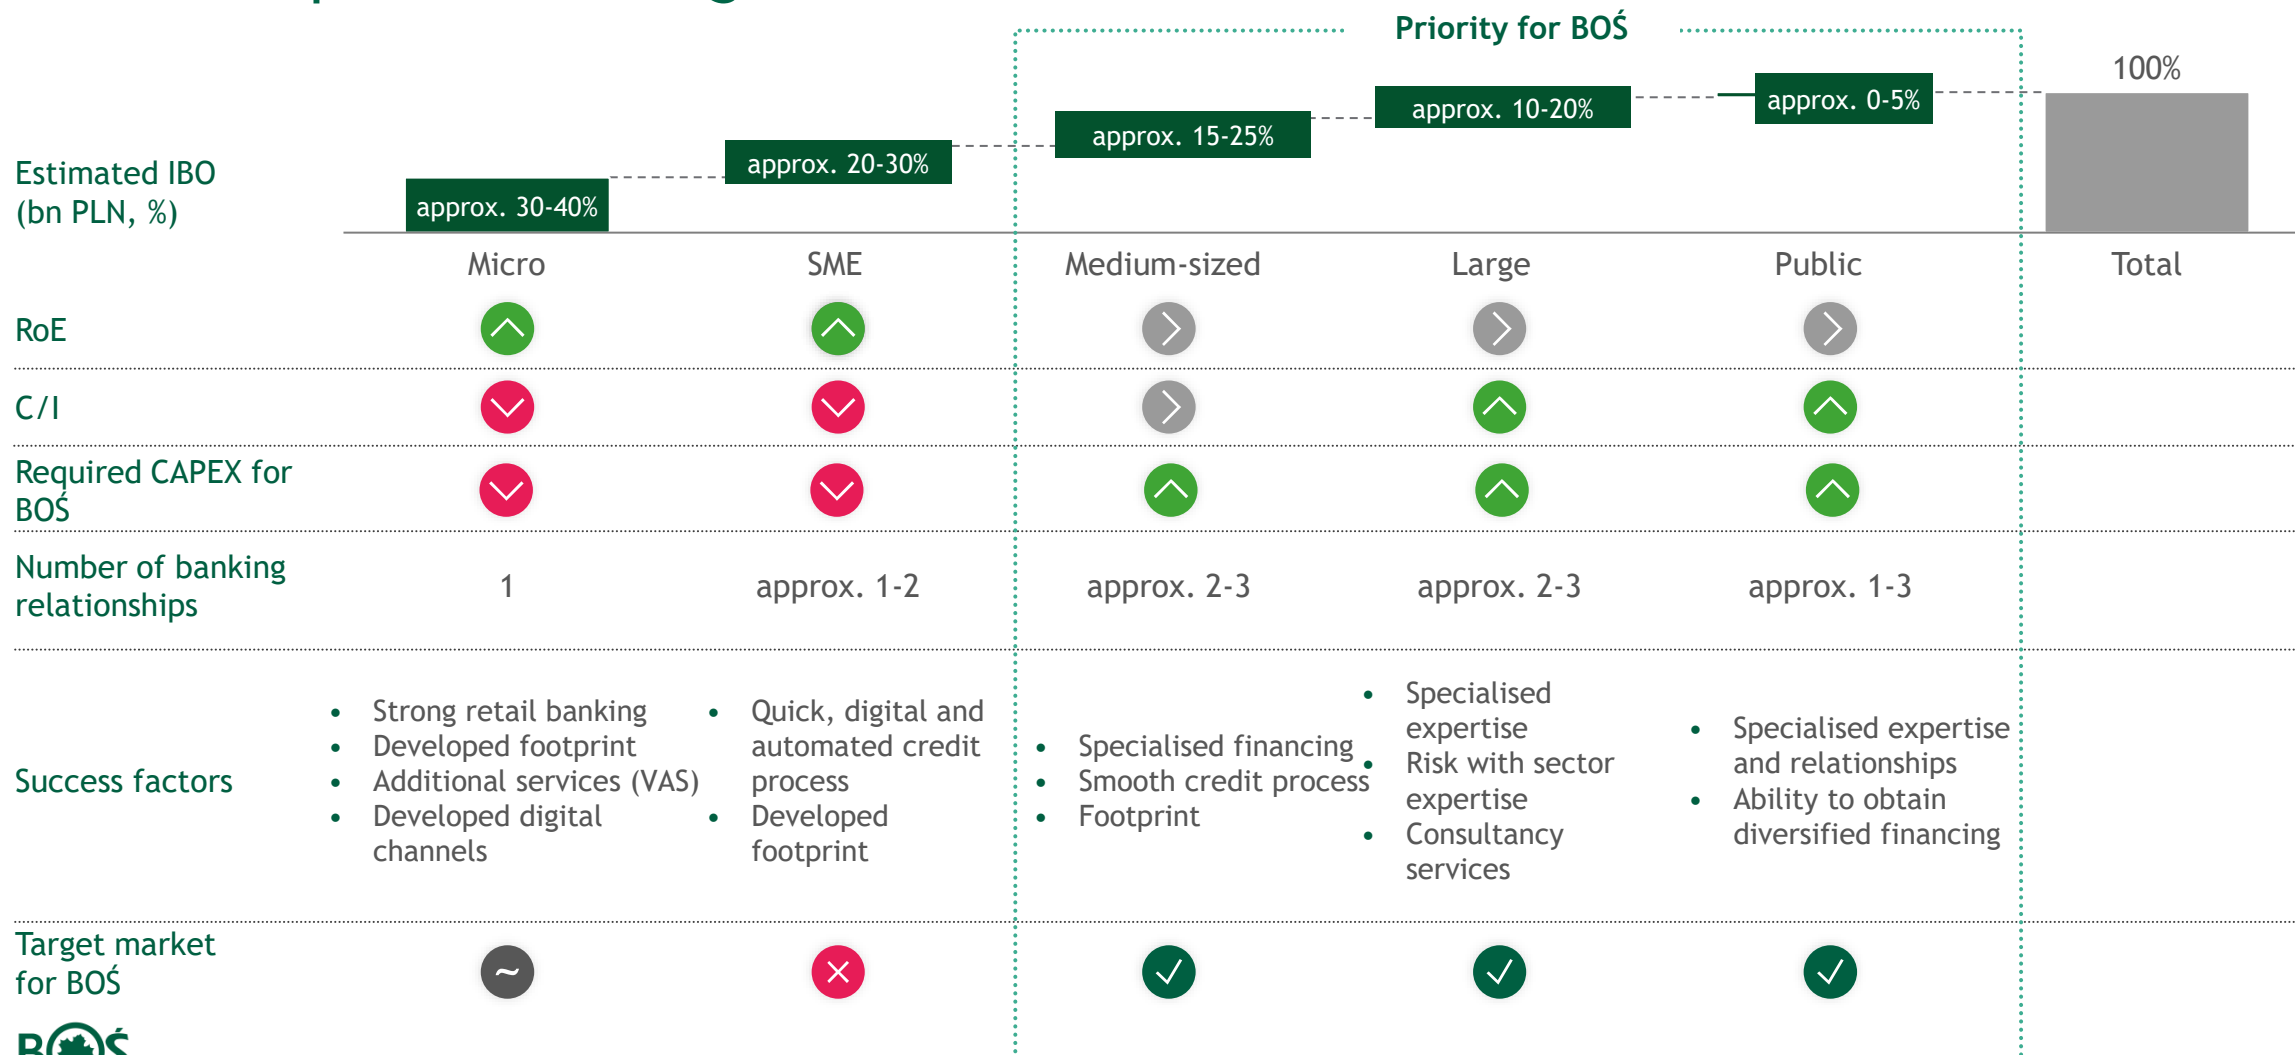 Priority for BOŚ
100%
approx. 0-5%
approx. 10-20%
approx. 15-25%
approx. 20-30%
approx. 30-40%
Estimated IBO
(bn PLN, %)
Micro
SME
Medium-sized
Large
Public
Total
RoE
C/I
Required CAPEX for
BOŚ
Number of banking
relationships
1
approx. 1-2
approx. 2-3
approx. 2-3
approx. 1-3
Success factors
• Strong retail banking
• Developed footprint
• Additional services (VAS)
• Developed digital
channels
• Quick, digital and
automated credit
process
• Developed
footprint
• Specialised financing
• Smooth credit process
• Footprint
• Specialised
expertise
• Risk with sector
expertise
• Consultancy
services
• Specialised expertise
and relationships
• Ability to obtain
diversified financing
Target market
for BOŚ
~
BOŚ